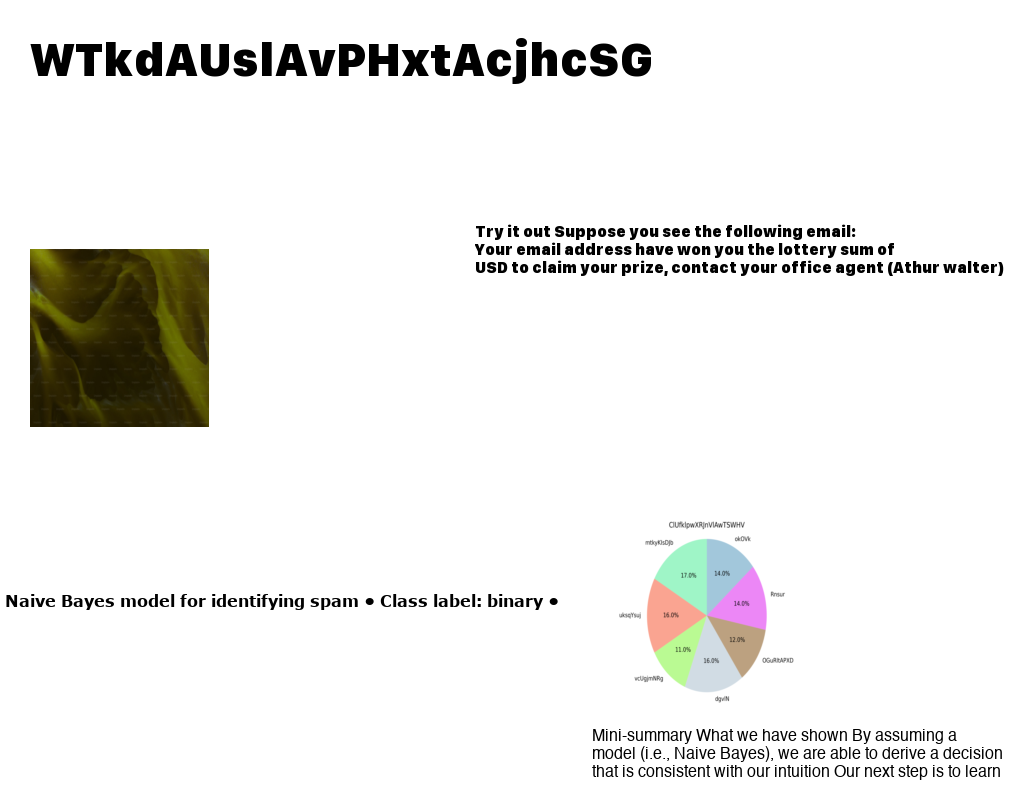 WTkdAUslAvPHxtAcjhcSG
Try it out Suppose you see the following email:
Your email address have won you the lottery sum of
USD to claim your prize, contact your office agent (Athur walter)
Naive Bayes model for identifying spam • Class label: binary •
mtkyKlsDJb
okOVk
17.0%
14.0%
Rnsur
14.0%
uksqYsuj
16.0%
12.0%
11.0%
16.0%
OGuRltAPXO
vcUgjmNRg
dgvlN
Mini-summary What we have shown By assuming a
model (i.e., Naive Bayes), we are able to derive a decision
that is consistent with our intuition Our next step is to learn